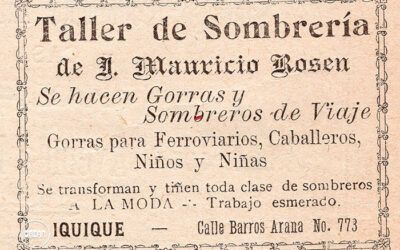 Taller de Sombrería
de J. Mauricio Rosen
Se hacen Gorras y
Sombreros de Viaje
Gorras para Ferroviarios, Caballeros,
Niños y Niñas
Se transforman y tiñen toda clase de sombreros
A LA MODA -:- Trabajo esmerado.
IQUIQUE — Calle Barros Arana No. 773